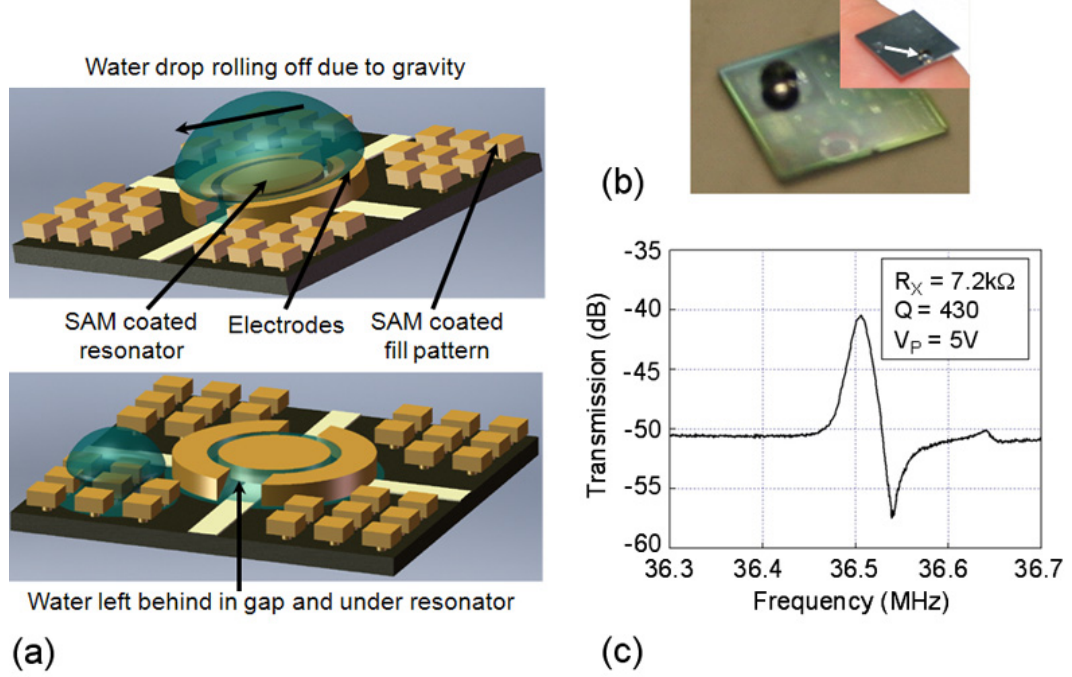 Water drop rolling off due to gravity
SAM coated
resonator
Electrodes
SAM coated
fill pattern
Water left behind in gap and under resonator
(a)
(b)
-35
-40
-45
-50
-55
-60
Transmission (dB)
R_X = 7.2kΩ
Q = 430
V_P = 5V
36.3 36.4 36.5 36.6 36.7
Frequency (MHz)
(c)